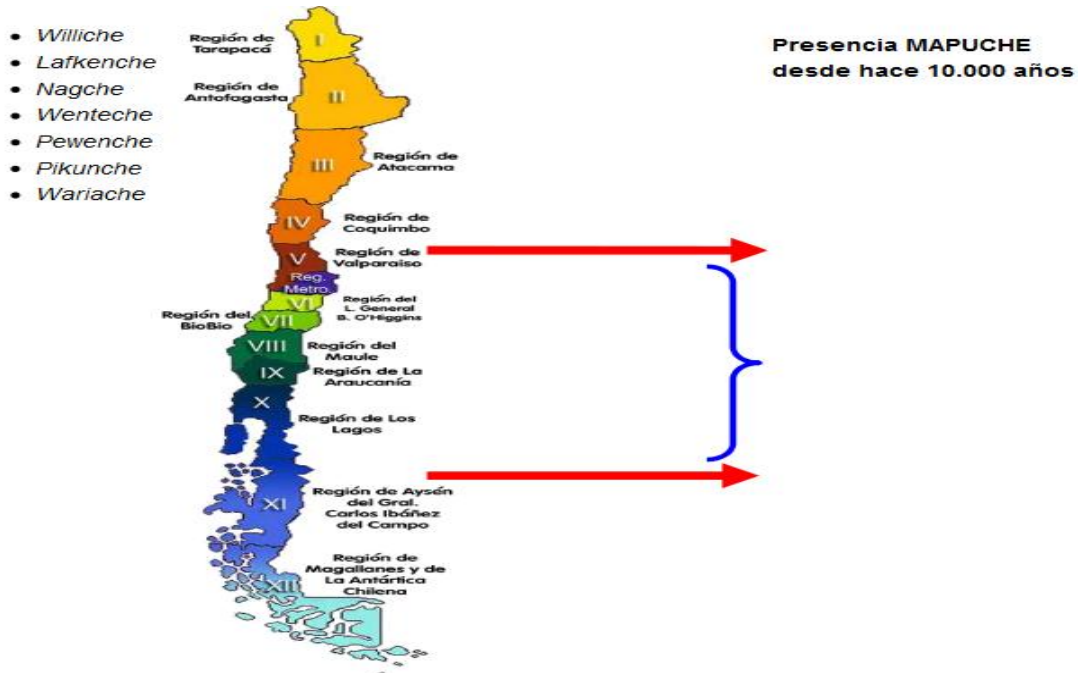 • Williche
• Lafkenche
• Nagche
• Wenteche
• Pewenche
• Pikunche
• Wariache
Presencia MAPUCHE
desde hace 10.000 años
Región de
Tarapacá
I
Región de
Antofagasta
II
III
Región de
Atacama
IV
Región de
Coquimbo
V
Región de
Valparaiso
Reg.
Metro.
VI
Región del
L. General
B. O'Higgins
Región del
BioBio
VII
VIII
Región del
Maule
IX
Región de La
Araucanía
X
Región de Los
Lagos
XI
Región de Aysén
del Gral.
Carlos Ibáñez
del Campo
Región de
Magallanes y de
La Antártica
Chilena
XII